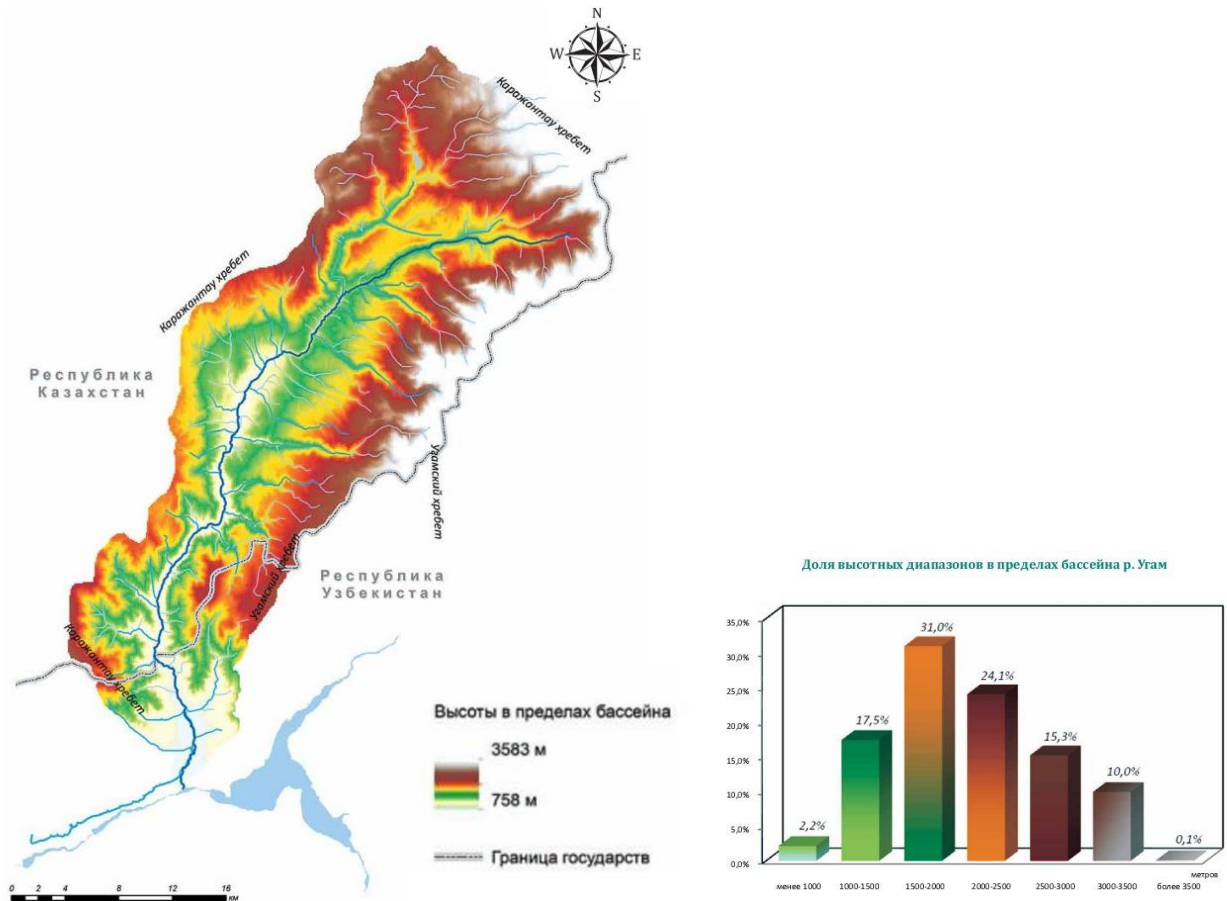 N
W E
S
Каражантау хребет
Каражантау хребет
Республика
Казахстан
Угамский хребет
Республика
Узбекистан
Угамский хребет
Каражантау хребет
Высоты в пределах бассейна
3583 м
758 м
Граница государств
0 2 4 8 12 16
км
Доля высотных диапазонов в пределах бассейна р. Угам
35,0%
30,0%
25,0%
20,0%
15,0%
10,0%
5,0%
0,0%
2,2%
17,5%
31,0%
24,1%
15,3%
10,0%
0,1%
метров
менее 1000 1000-1500 1500-2000 2000-2500 2500-3000 3000-3500 более 3500